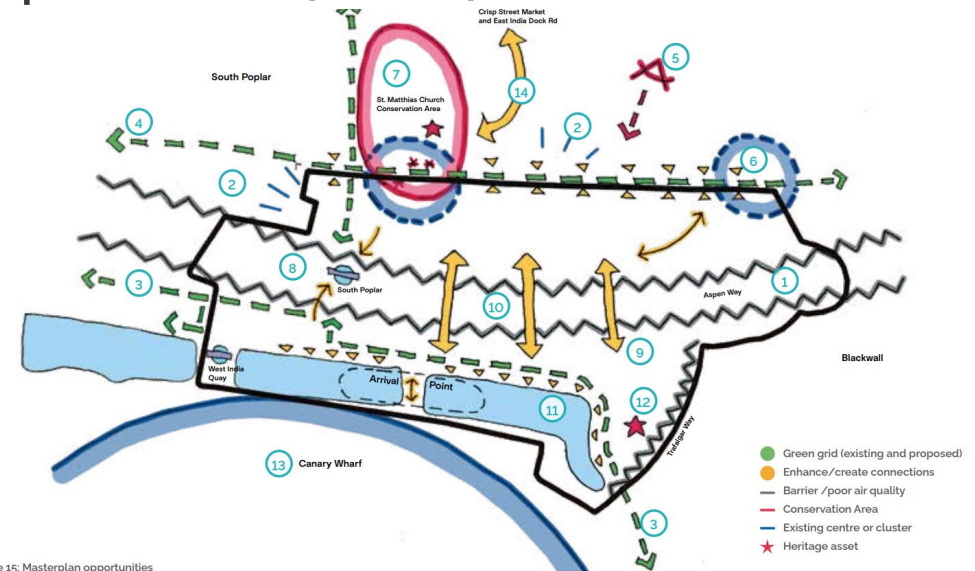 Crisp Street Market
and East India Dock Rd
South Poplar
7
5
St. Matthias Church
Conservation Area
14
4
2
6
2
8
South Poplar
3
10
Aspen Way
1
9
Blackwall
West India
Quay
Arrival
Point
11
12
Trafalgar Way
13
Canary Wharf
3
Green grid (existing and proposed)
Enhance/create connections
Barrier /poor air quality
Conservation Area
Existing centre or cluster
Heritage asset
15: Masterplan opportunities